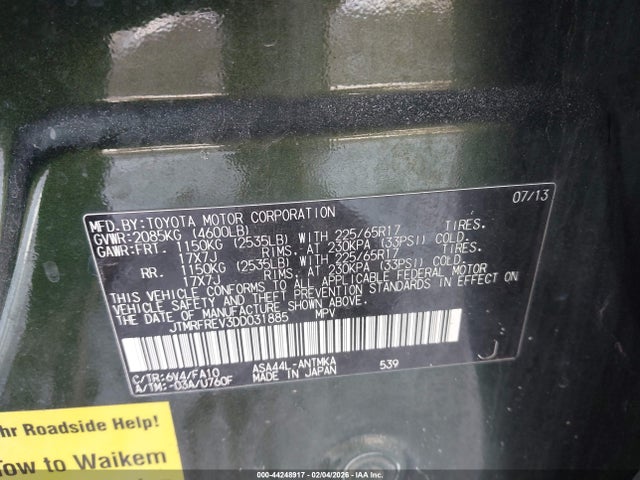 07/13
MFD.BY:TOYOTA MOTOR CORPORATION
GVWR:2085KG (4600LB)
GAWR:FRT. 1150KG (2535LB) WITH 225/65R17 TIRES.
17X7J RIMS. AT 230KPA (33PSI) COLD.
RR. 1150KG (2535LB) WITH 225/65R17 TIRES.
17X7J RIMS. AT 230KPA (33PSI) COLD.
THIS VEHICLE CONFORMS TO ALL APPLICABLE FEDERAL MOTOR
VEHICLE SAFETY AND THEFT PREVENTION STANDARDS IN EFFECT ON
THE DATE OF MANUFACTURE SHOWN ABOVE.
JTMRFREV3DD031885 MPV
C/TR:6V4/FA10 ASA44L-ANTMKA 539 J
A/TM:-03A/U760F MADE IN JAPAN
hr Roadside Help!
Tow to Waikem
000-44248917 | 02/04/2026 - IAAI.COM